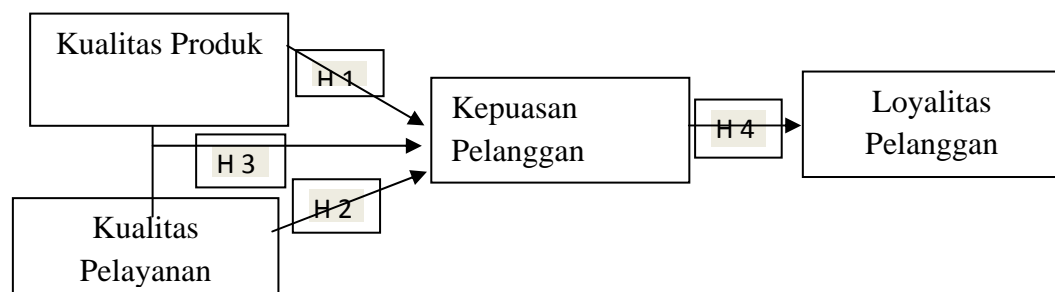 Kualitas Produk
H 1
Kepuasan
Pelanggan
H 4
Loyalitas
Pelanggan
H 3
H 2
Kualitas
Pelayanan